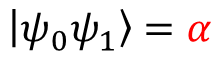 |ψ₀ψ₁⟩ = α